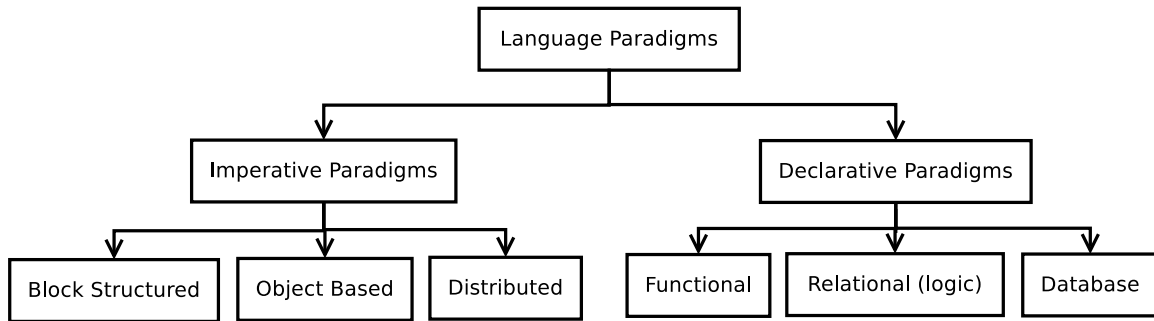 Language Paradigms
Imperative Paradigms
Declarative Paradigms
Block Structured
Object Based
Distributed
Functional
Relational (logic)
Database